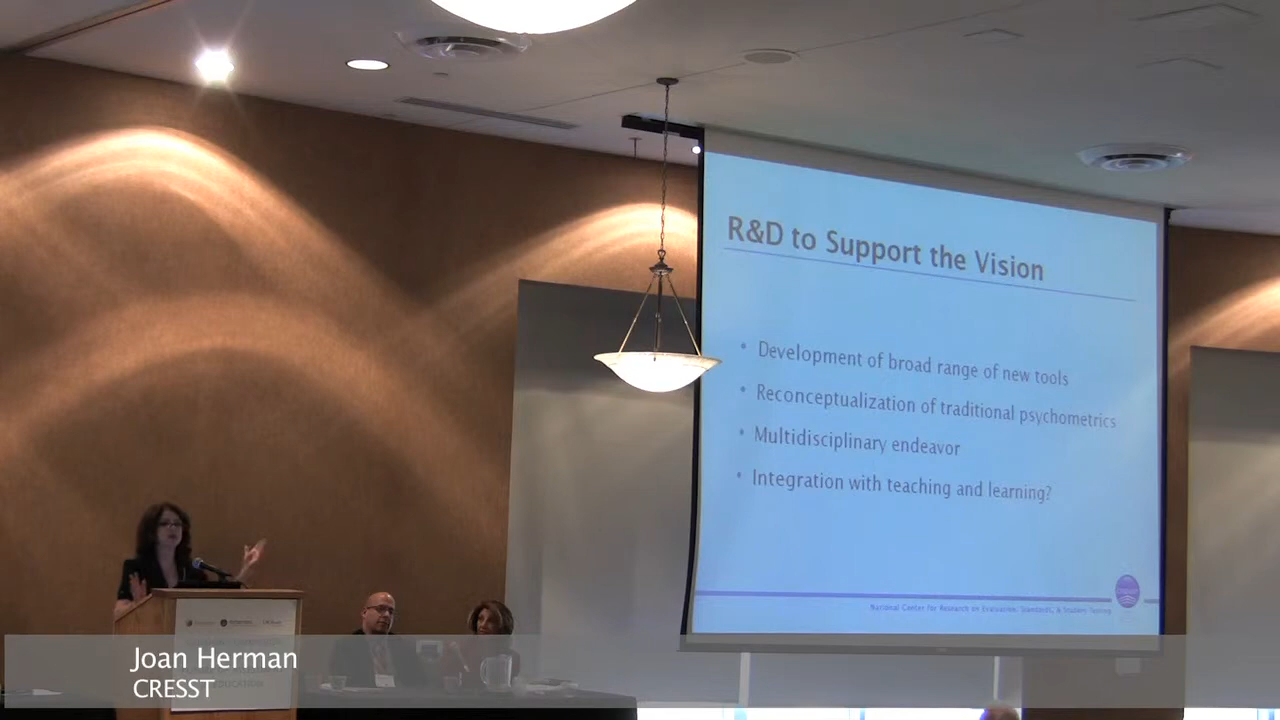 R&D to Support the Vision
• Development of broad range of new tools
• Reconceptualization of traditional psychometrics
• Multidisciplinary endeavor
• Integration with teaching and learning?
National Center for Research on Evaluation, Standards, & Student Testing
Joan Herman
CRESST
EDUCATION